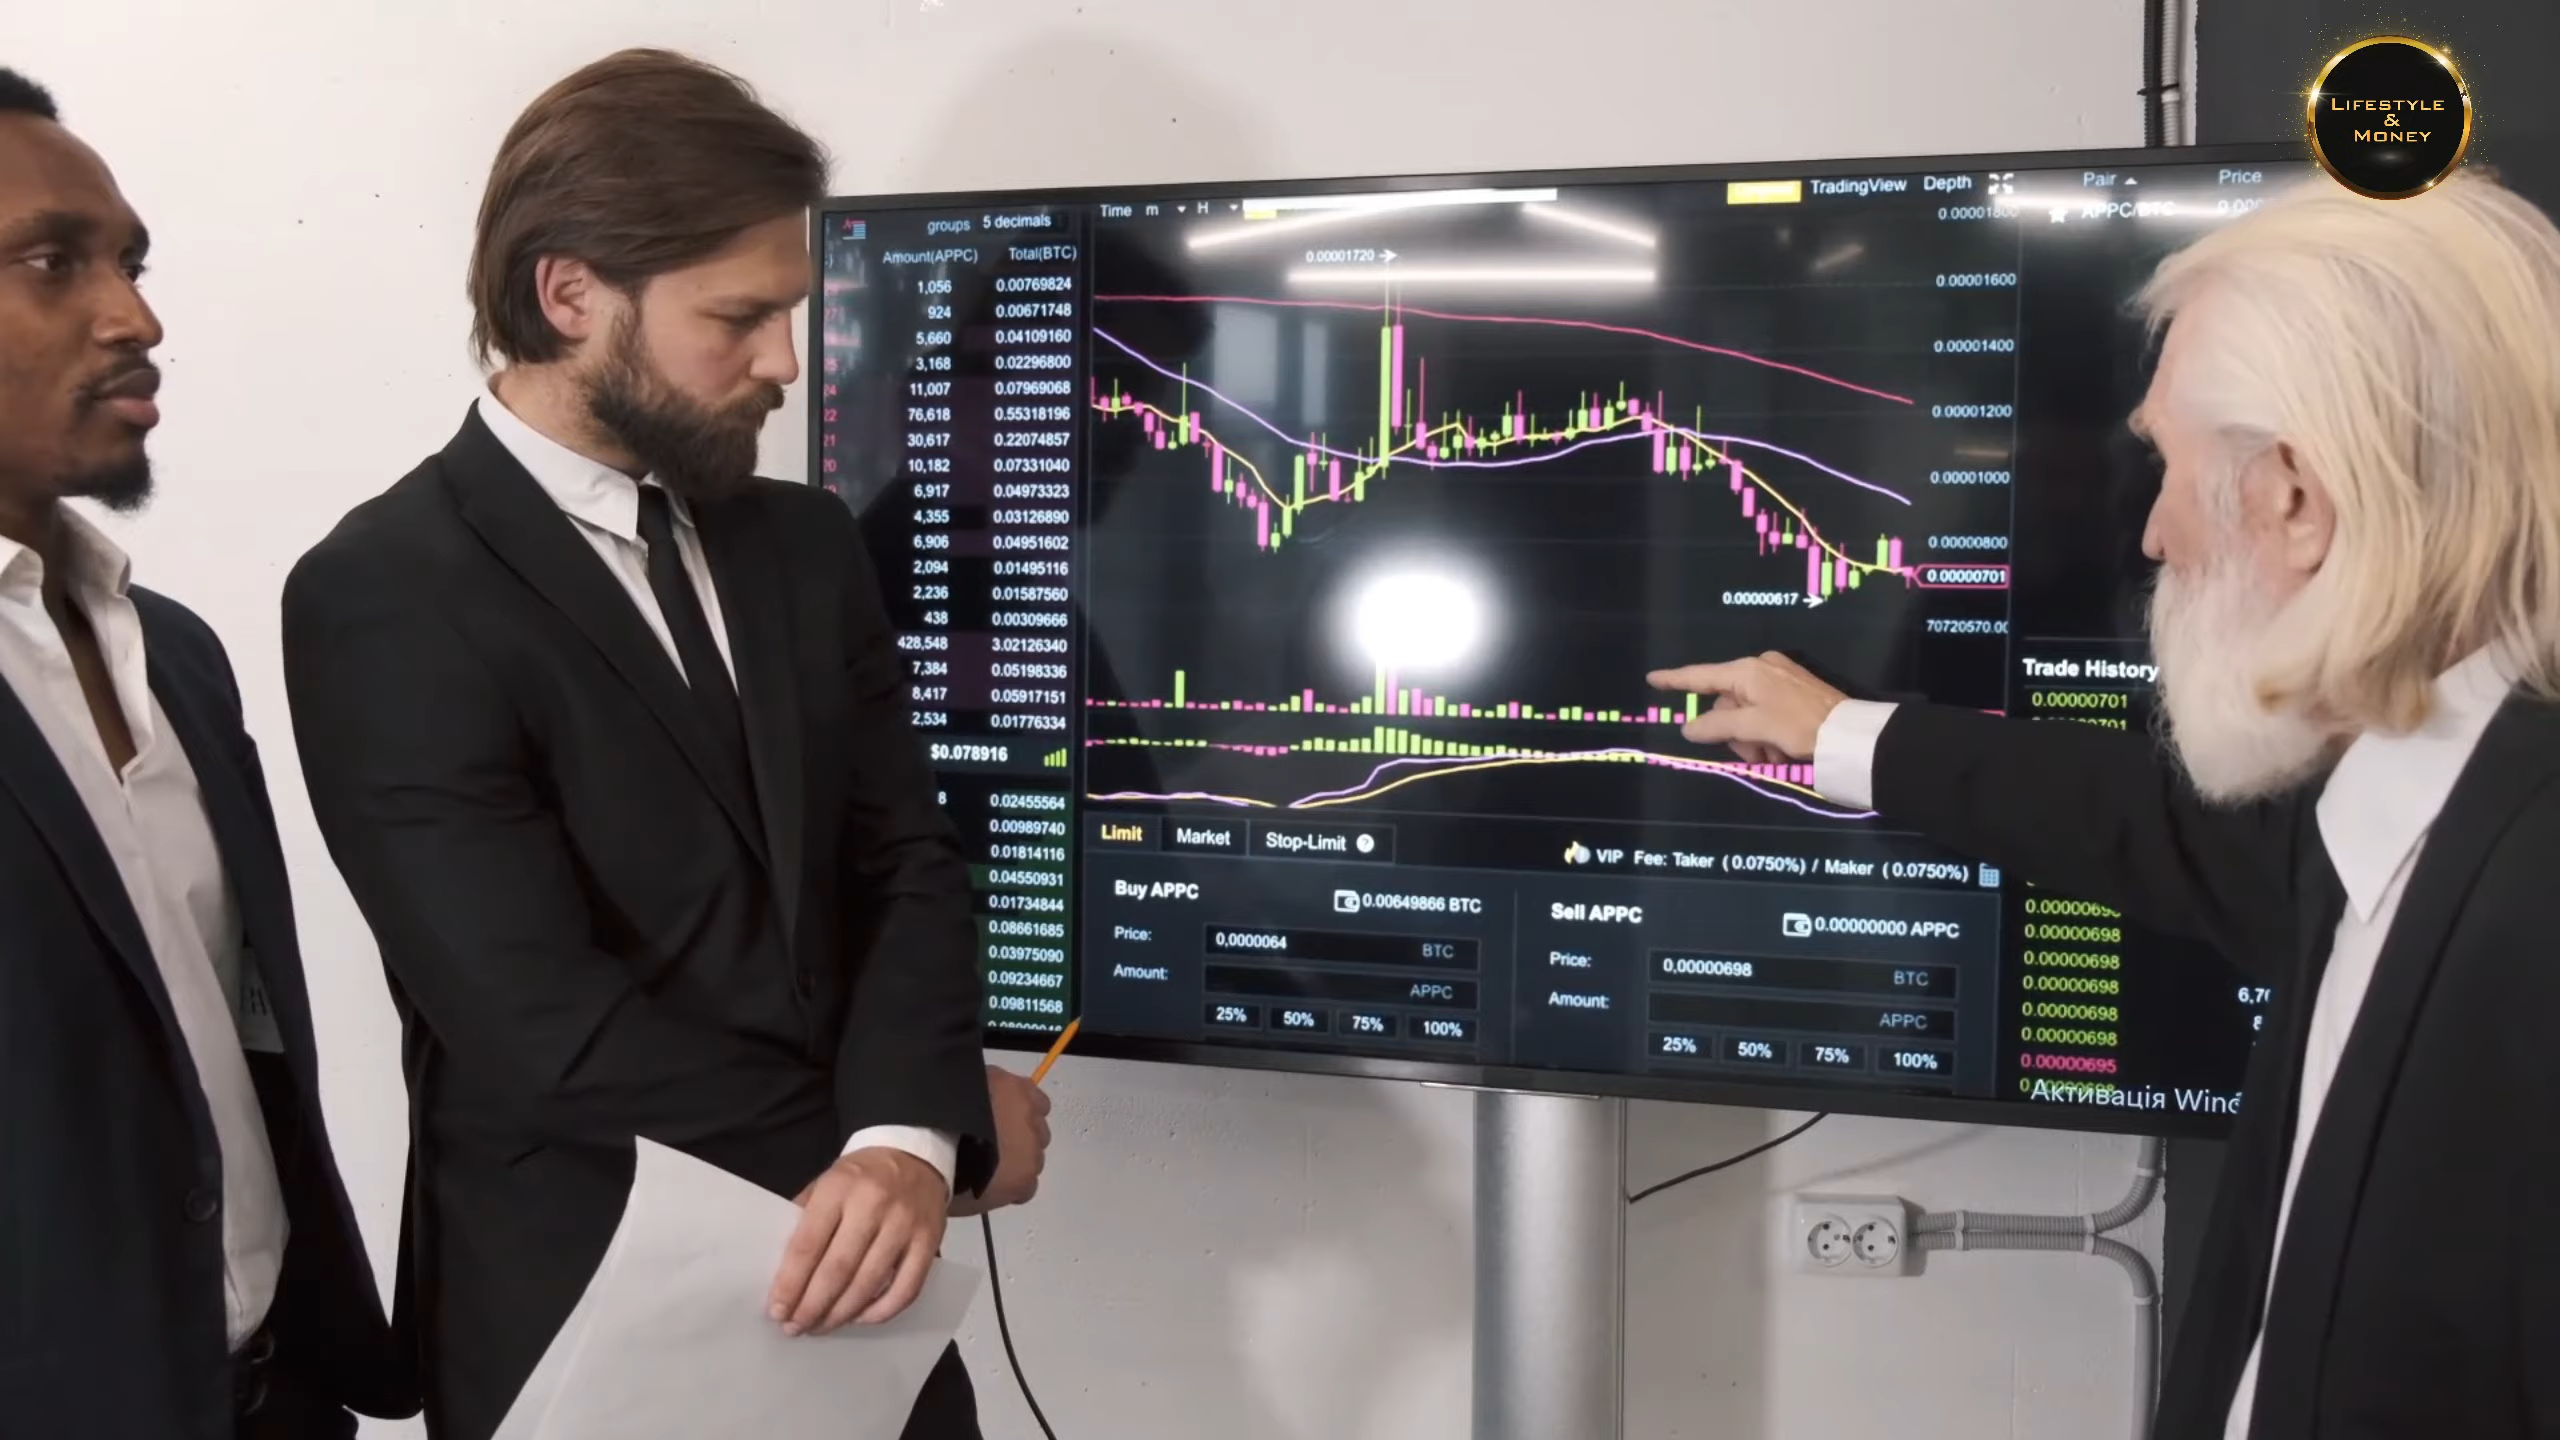 LIFESTYLE
&
MONEY
groups 5 decimals
Amount(APPC) Total(BTC)
1,056 0.00769824
924 0.00671748
5,660 0.04109160
3,168 0.02296800
11,007 0.07969068
76,618 0.55318196
30,617 0.22074857
10,182 0.07331040
6,917 0.04973323
4,355 0.03126890
6,906 0.04951602
2,094 0.01495116
2,236 0.01587560
438 0.00309666
428,548 3.02126340
7,384 0.05198336
8,417 0.05917151
2,534 0.01776334
$0.078916
8 0.02455564
0.00989740
0.01814116
0.04550931
0.01734844
0.08661685
0.03975090
0.09234667
0.09811568
Time m H
TradingView Depth
0.00001720
0.00001800
0.00001600
0.00001400
0.00001200
0.00001000
0.00000800
0.00000701
0.00000617
70720570.00
Limit Market Stop-Limit ?
VIP Fee: Taker (0.0750%) / Maker (0.0750%)
Buy APPC 0.00649866 BTC
Price: 0,0000064 BTC
Amount: APPC
25% 50% 75% 100%
Sell APPC 0.00000000 APPC
Price: 0,00000698 BTC
Amount: APPC
25% 50% 75% 100%
Pair Price
APPC/BTC
Trade History
0.00000701
0.00000698
0.00000698
0.00000698
0.00000698
0.00000698
0.00000695
Активація Wind